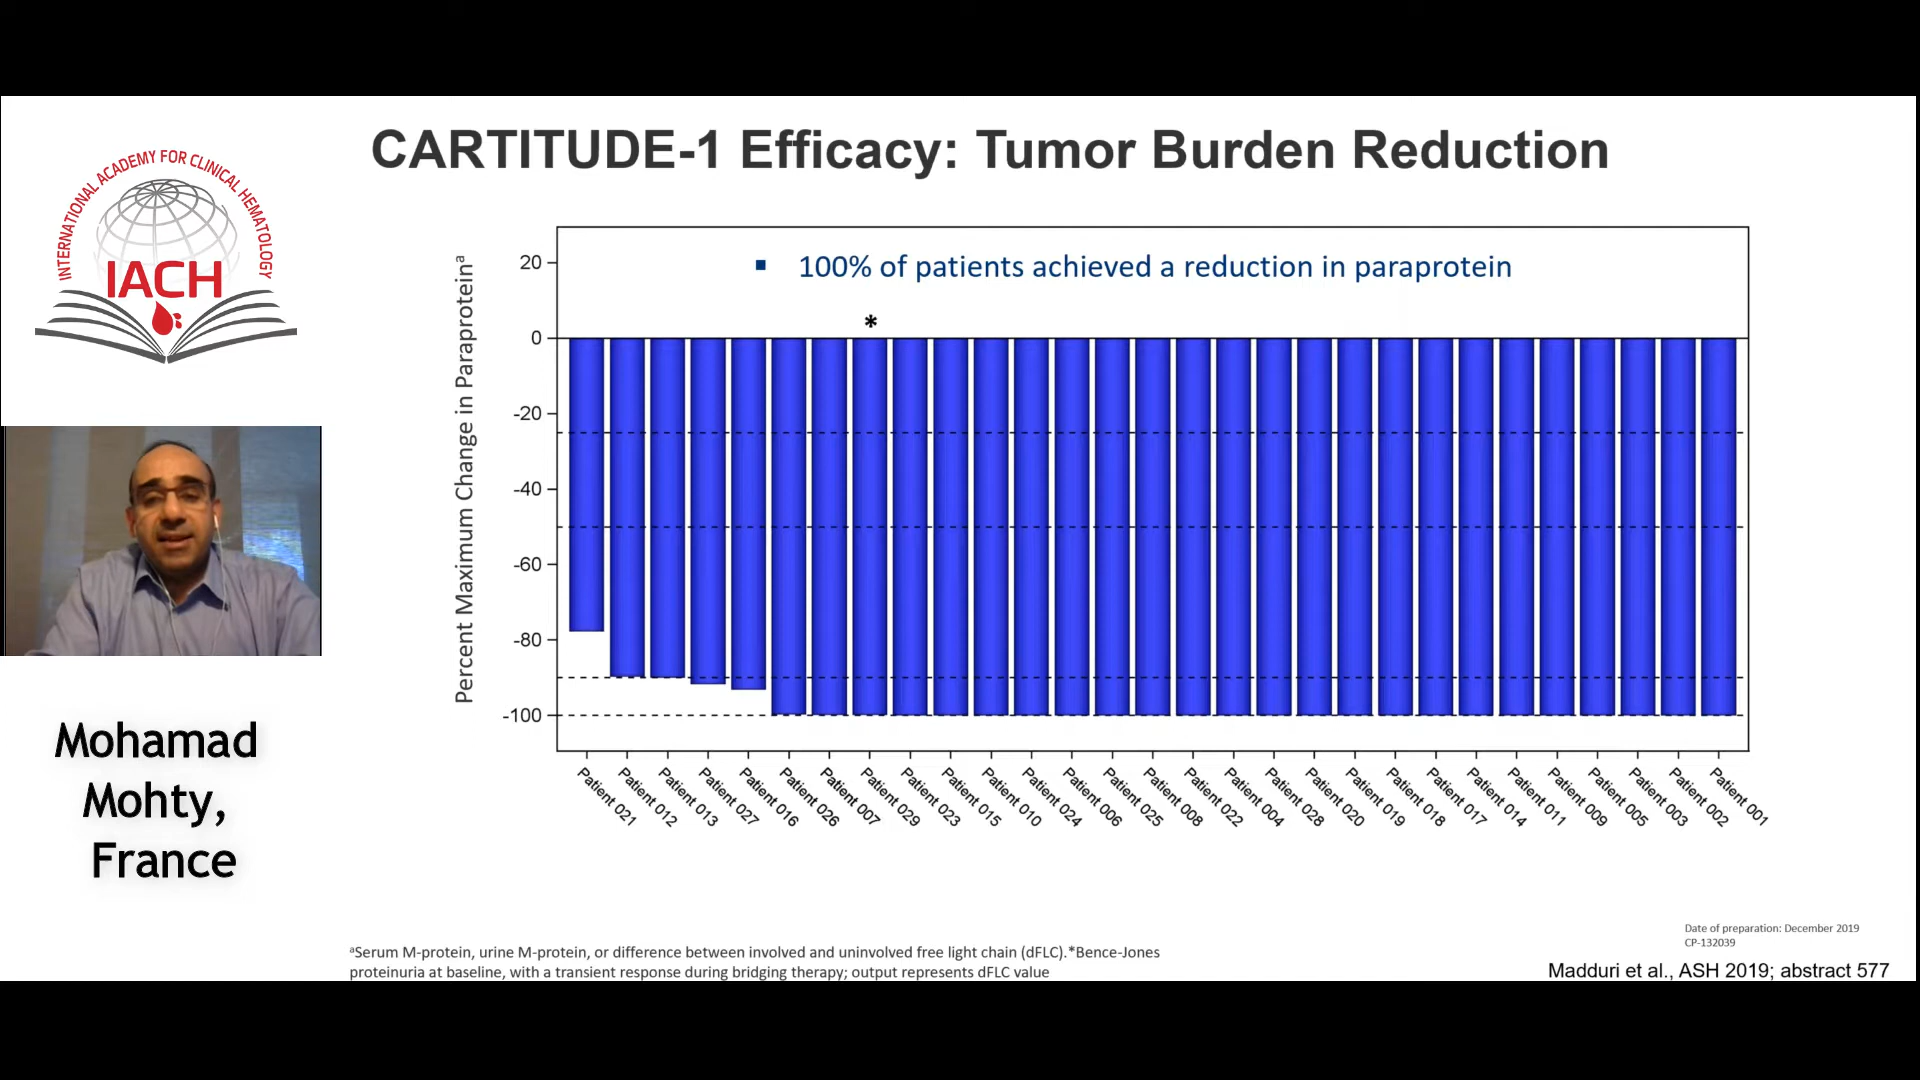 CARTITUDE-1 Efficacy: Tumor Burden Reduction
INTERNATIONAL ACADEMY FOR CLINICAL HEMATOLOGY
IACH
Mohamad
Mohty,
France
Percent Maximum Change in Paraproteinᵃ
▪ 100% of patients achieved a reduction in paraprotein
*
20
0
-20
-40
-60
-80
-100
Patient 021
Patient 012
Patient 013
Patient 027
Patient 016
Patient 026
Patient 007
Patient 029
Patient 023
Patient 015
Patient 010
Patient 024
Patient 006
Patient 025
Patient 008
Patient 022
Patient 004
Patient 028
Patient 020
Patient 019
Patient 018
Patient 017
Patient 014
Patient 011
Patient 009
Patient 005
Patient 003
Patient 002
Patient 001
ᵃSerum M-protein, urine M-protein, or difference between involved and uninvolved free light chain (dFLC).*Bence-Jones
proteinuria at baseline, with a transient response during bridging therapy; output represents dFLC value
Date of preparation: December 2019
CP-132039
Madduri et al., ASH 2019; abstract 577